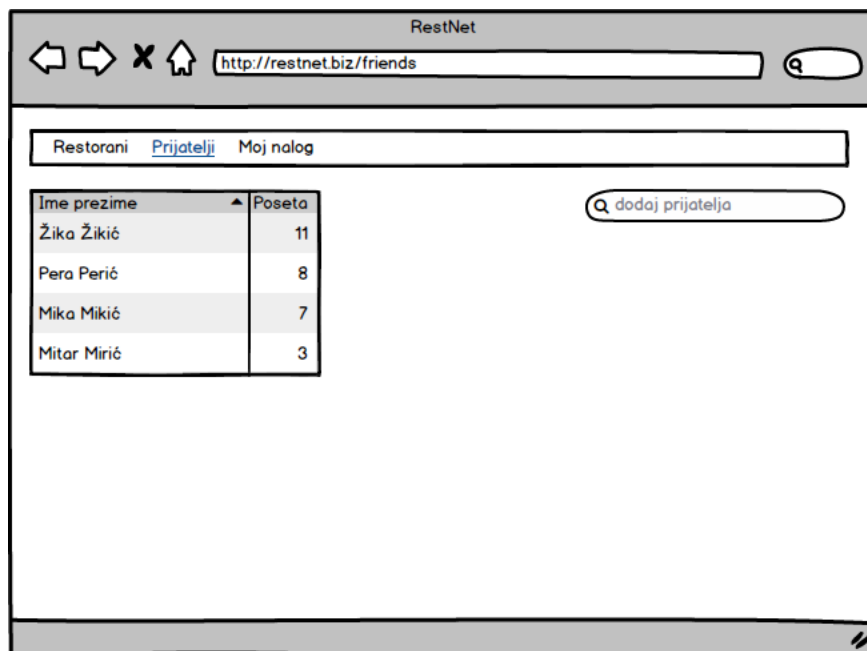 RestNet
http://restnet.biz/friends
Restorani Prijatelji Moj nalog
Ime prezime Poseta
dodaj prijatelja
Žika Žikić 11
Pera Perić 8
Mika Mikić 7
Mitar Mirić 3